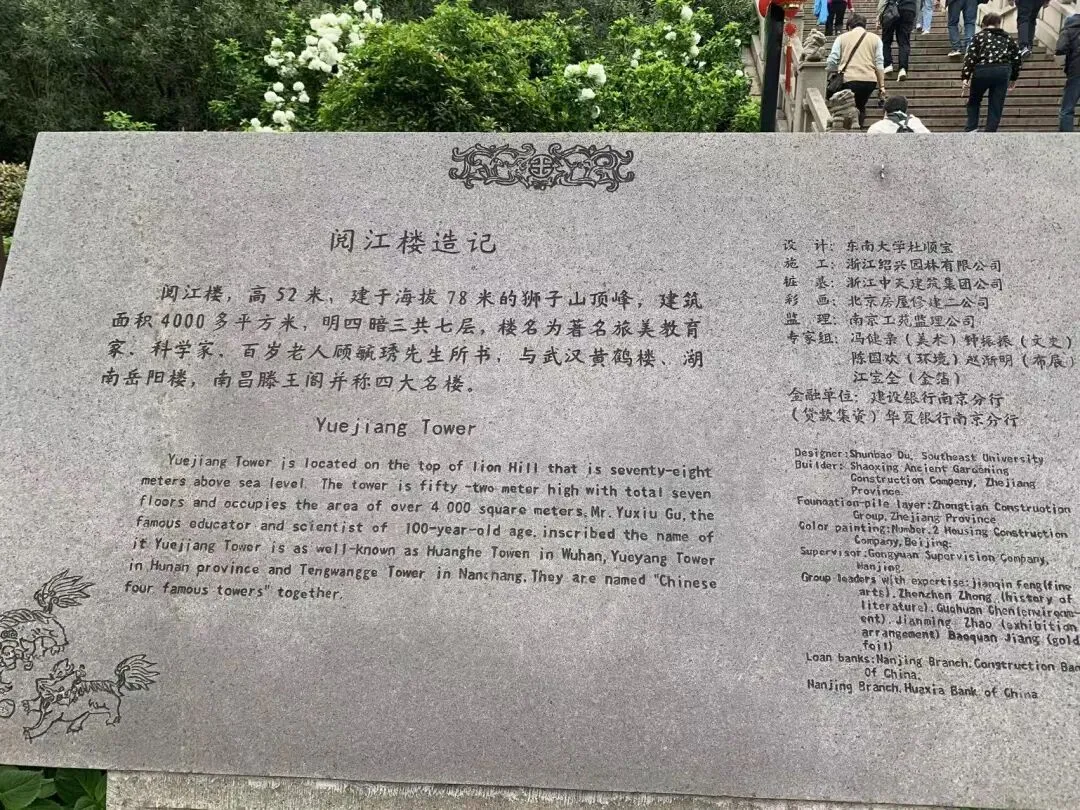 阅江楼造记
阅江楼，高52米，建于海拔78米的狮子山顶峰，建筑
面积4000多平方米，明四暗三共七层，楼名为著名旅美教育
家、科学家、百岁老人顾毓琇先生所书，与武汉黄鹤楼、湖
南岳阳楼，南昌滕王阁并称四大名楼。
Yuejiang Tower
Yuejiang Tower is located on the top of lion Hill that is seventy-eight
meters above sea level. The tower is fifty -two meter high with total seven
floors and occupies the area of over 4 000 square meters. Mr. Yuxiu Gu, the
famous educator and scientist of 100-year-old age. inscribed the name of
it Yuejiang Tower is as well-known as Huanghe Towen in Wuhan, Yueyang Tower
in Hunan province and Tengwangge Tower in Nanchang. They are named "Chinese
four famous towers" together.
设 计：东南大学杜顺宝
施 工：浙江绍兴园林有限公司
桩 基：浙江中天建筑集团公司
彩 画：北京房屋修建二公司
监 理：南京工苑监理公司
专家组：冯健亲（美术）钟振振（文史）
陈国欢（环境）赵渐明（布展）
江宝全（金箔）
金融单位：建设银行南京分行
（贷款集资）华夏银行南京分行
Designer:Shunbao Du, Southeast University
Builder: Shaoxing Ancient Gardening
Construction Compeny, Zhejiang
Province.
Foundation-pile layer:Zhongtian Construction
Group, Zhejiang Province
Color painting:Number.2 Housing Construction
Company,Beijing.
Supervisor:Gongyuan Suporvision Company,
Nanjing.
Group leaders with expertise:jianqin Feng(fine
arts). Zhenzhen Zhong (history of
literature). Guohuan Chen(enviroom-
ent). Jianming Zhao (exhibition
arrangement) Baoquan Jiang (gold
foil)
Loan banks:Nanjing Branch.Construction Ban
Of China.
Nanjing Branch.Huaxia Bank of China